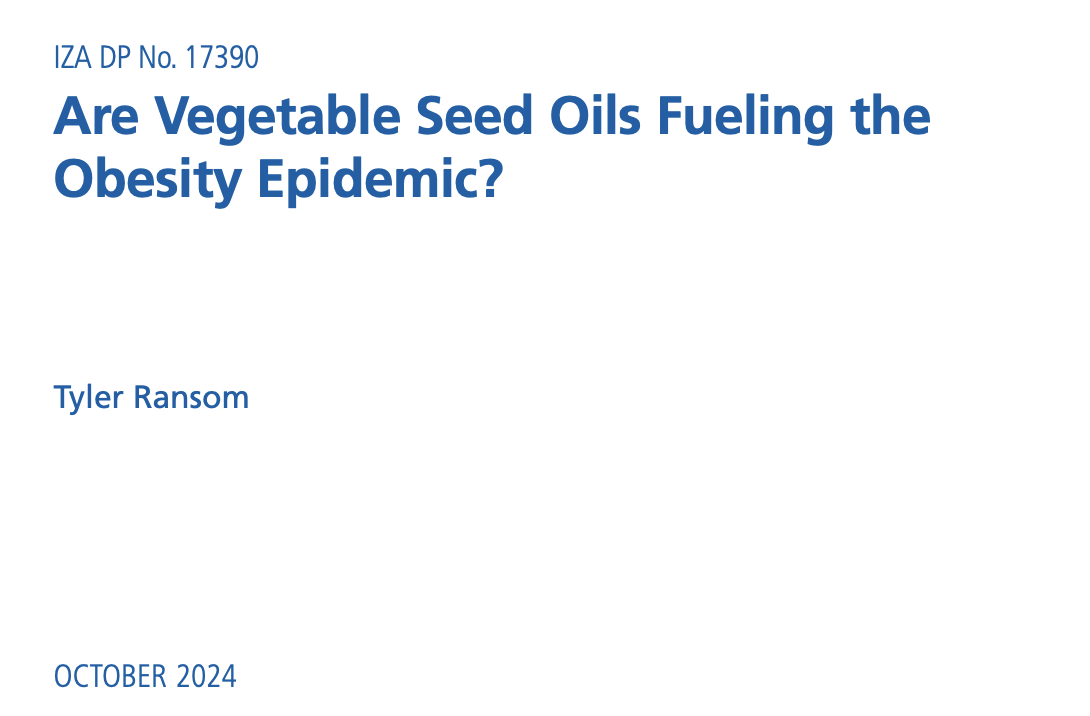 IZA DP No. 17390
Are Vegetable Seed Oils Fueling the
Obesity Epidemic?
Tyler Ransom
OCTOBER 2024